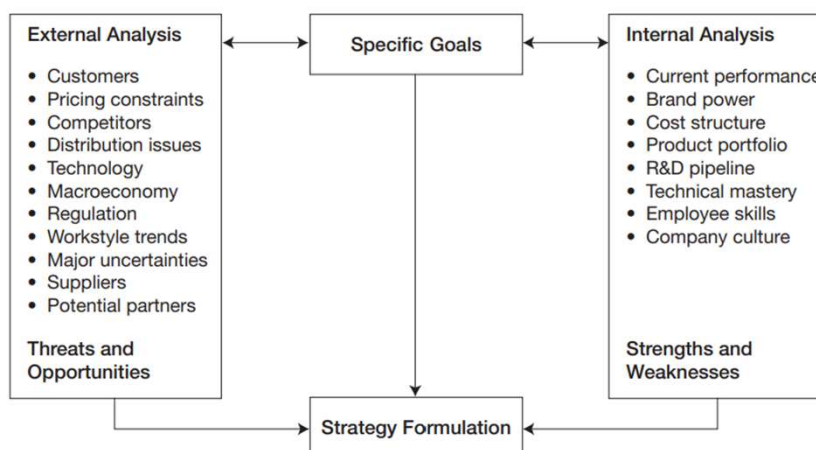 External Analysis
• Customers
• Pricing constraints
• Competitors
• Distribution issues
• Technology
• Macroeconomy
• Regulation
• Workstyle trends
• Major uncertainties
• Suppliers
• Potential partners
Threats and
Opportunities
Specific Goals
Internal Analysis
• Current performance
• Brand power
• Cost structure
• Product portfolio
• R&D pipeline
• Technical mastery
• Employee skills
• Company culture
Strengths and
Weaknesses
Strategy Formulation